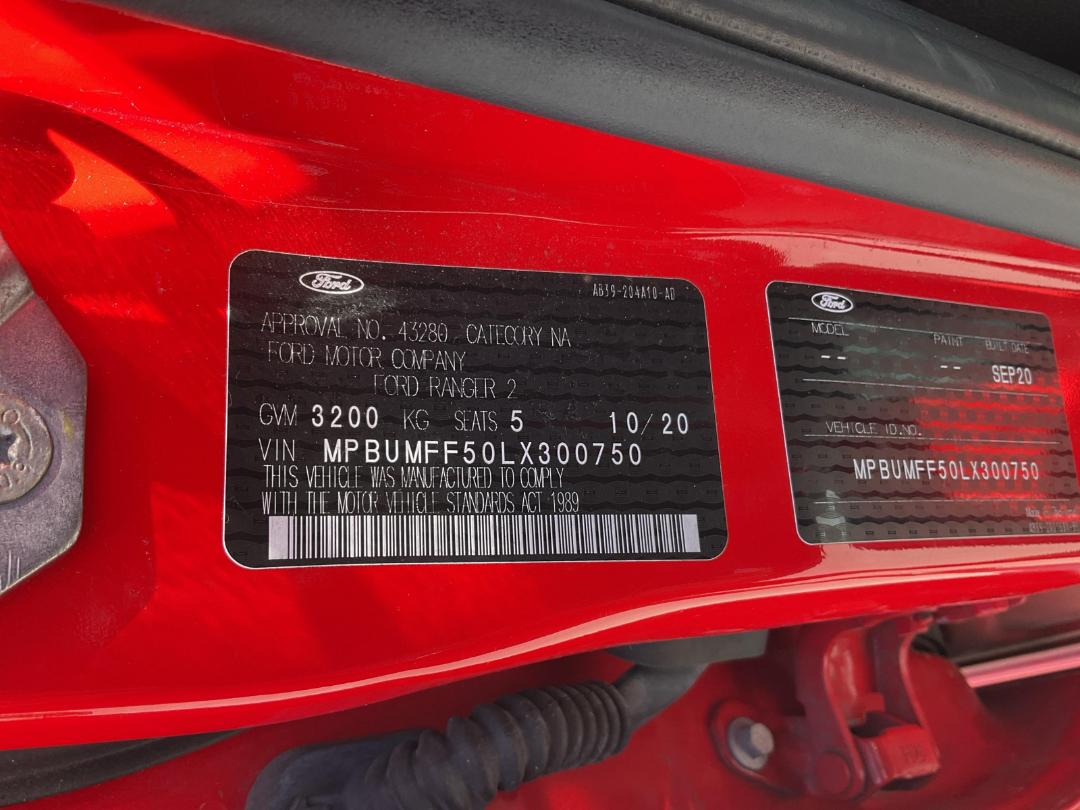 Ford
AB39-204A10-AD
APPROVAL NO. 43280 CATEGORY NA
FORD MOTOR COMPANY
FORD RANGER 2
GVM 3200 KG SEATS 5 10/20
VIN MPBUMFF50LX300750
THIS VEHICLE WAS MANUFACTURED TO COMPLY
WITH THE MOTOR VEHICLE STANDARDS ACT 1989
Ford
MODEL PAINT BUILT DATE
-- -- SEP20
VEHICLE ID.NO.
MPBUMFF50LX300750